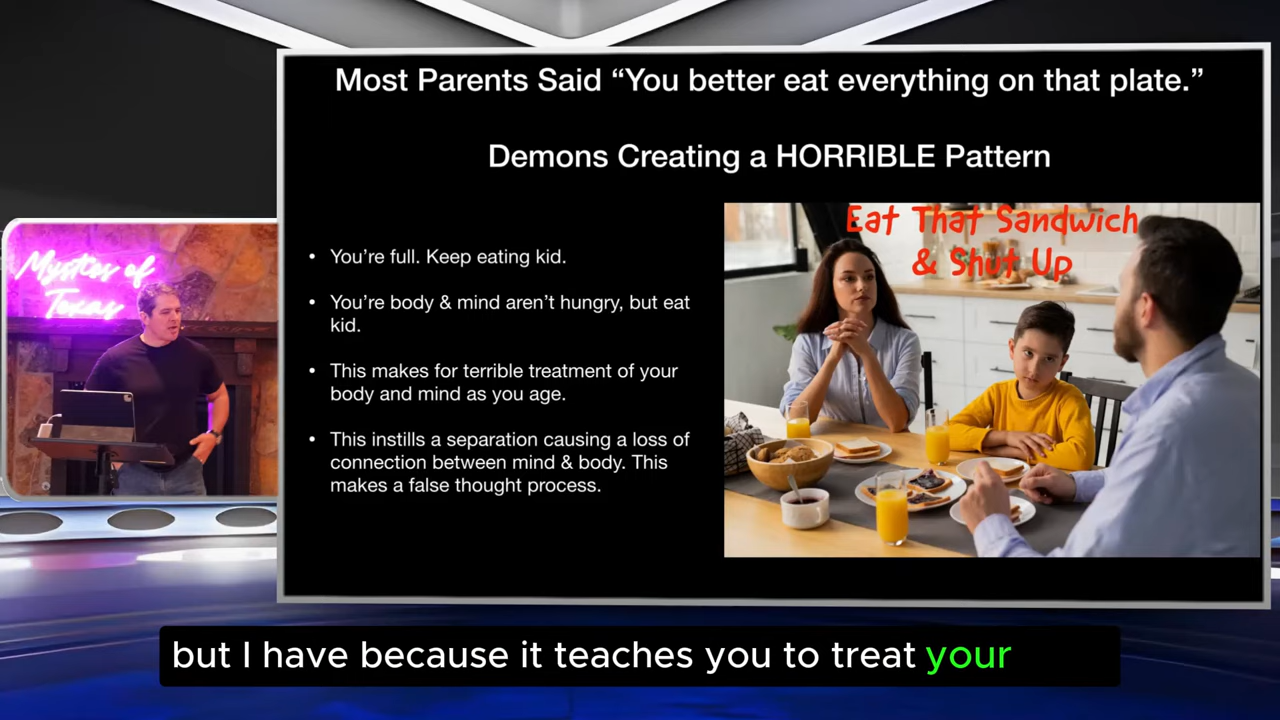 Most Parents Said “You better eat everything on that plate.”
Demons Creating a HORRIBLE Pattern
Mystics of
Texas
Eat That Sandwich
& Shut Up
• You’re full. Keep eating kid.
• You’re body & mind aren’t hungry, but eat
kid.
• This makes for terrible treatment of your
body and mind as you age.
• This instills a separation causing a loss of
connection between mind & body. This
makes a false thought process.
but I have because it teaches you to treat your